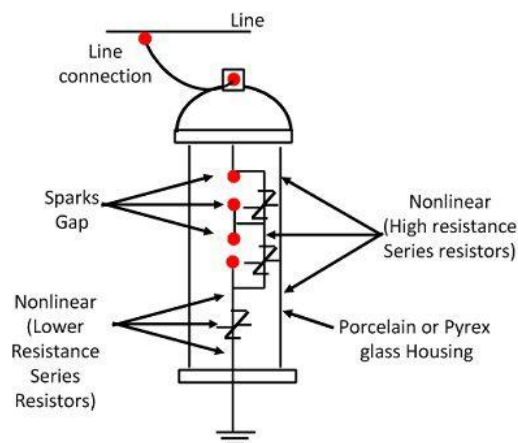 Line
Line
connection
Sparks
Gap
Nonlinear
(High resistance
Series resistors)
Nonlinear
(Lower
Resistance
Series
Resistors)
Porcelain or Pyrex
glass Housing